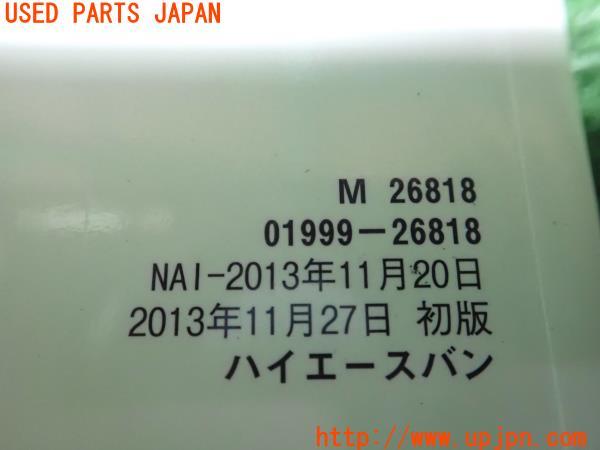 USED PARTS JAPAN
M 26818
01999-26818
NAI-2013年11月20日
2013年11月27日 初版
ハイエースバン
http://www.upjpn.com/